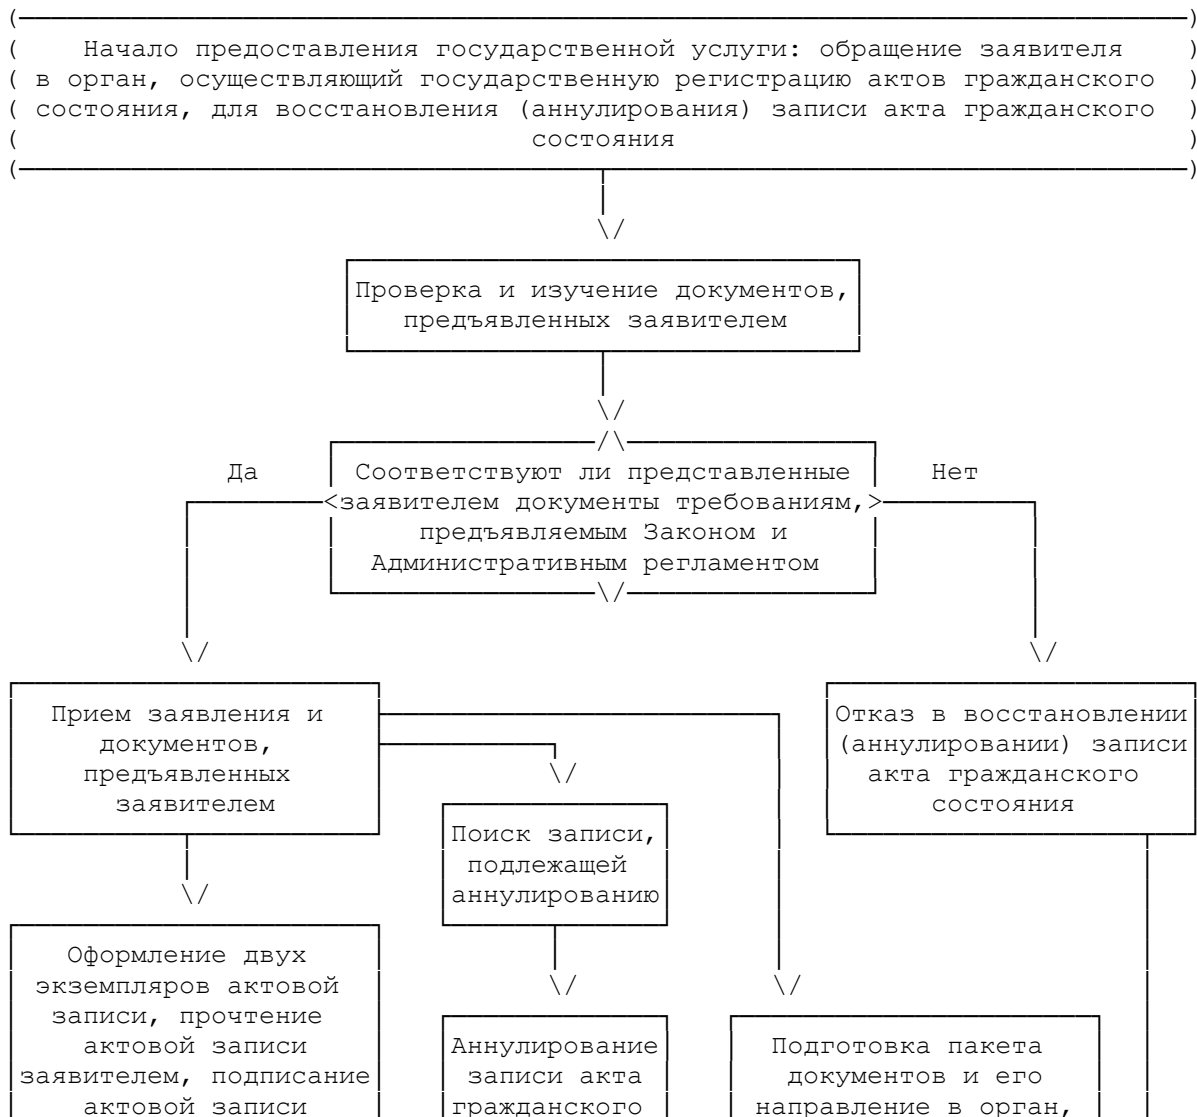 Начало предоставления государственной услуги: обращение заявителя
в орган, осуществляющий государственную регистрацию актов гражданского
состояния, для восстановления (аннулирования) записи акта гражданского
состояния
Проверка и изучение документов,
предъявленных заявителем
Да
Соответствуют ли представленные
Нет
заявителем документы требованиям,
предъявляемым Законом и
Административным регламентом
Прием заявления и
документов,
предъявленных
заявителем
Отказ в восстановлении
(аннулировании) записи
акта гражданского
состояния
Поиск записи,
подлежащей
аннулированию
Оформление двух
экземпляров актовой
записи, прочтение
актовой записи
заявителем, подписание
актовой записи
Аннулирование
записи акта
гражданского
Подготовка пакета
документов и его
направление в орган,